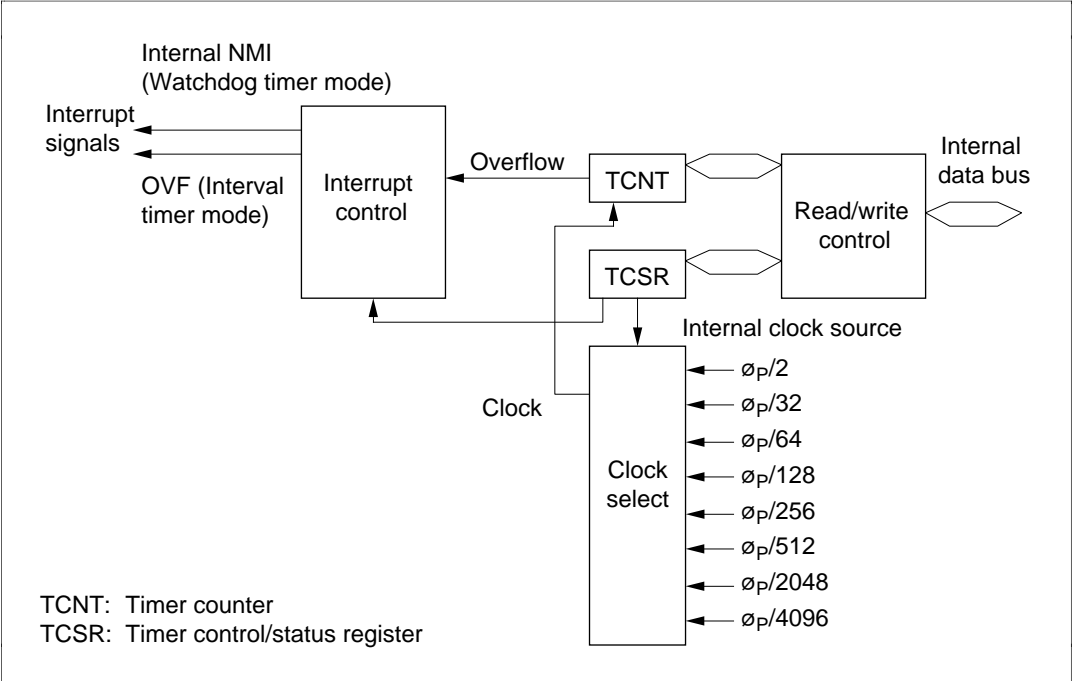 Internal NMI
(Watchdog timer mode)
Interrupt
signals
OVF (Interval
timer mode)
Interrupt
control
Overflow
TCNT
TCSR
Read/write
control
Internal
data bus
Internal clock source
Clock
Clock
select
øP/2
øP/32
øP/64
øP/128
øP/256
øP/512
øP/2048
øP/4096
TCNT: Timer counter
TCSR: Timer control/status register